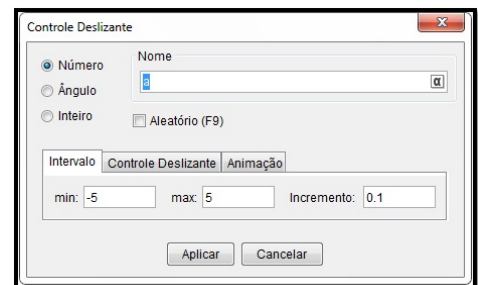 Controle Deslizante
Número
Nome
a
α
Ângulo
Inteiro
Aleatório (F9)
Intervalo Controle Deslizante Animação
min: -5 max: 5 Incremento: 0.1
Aplicar Cancelar